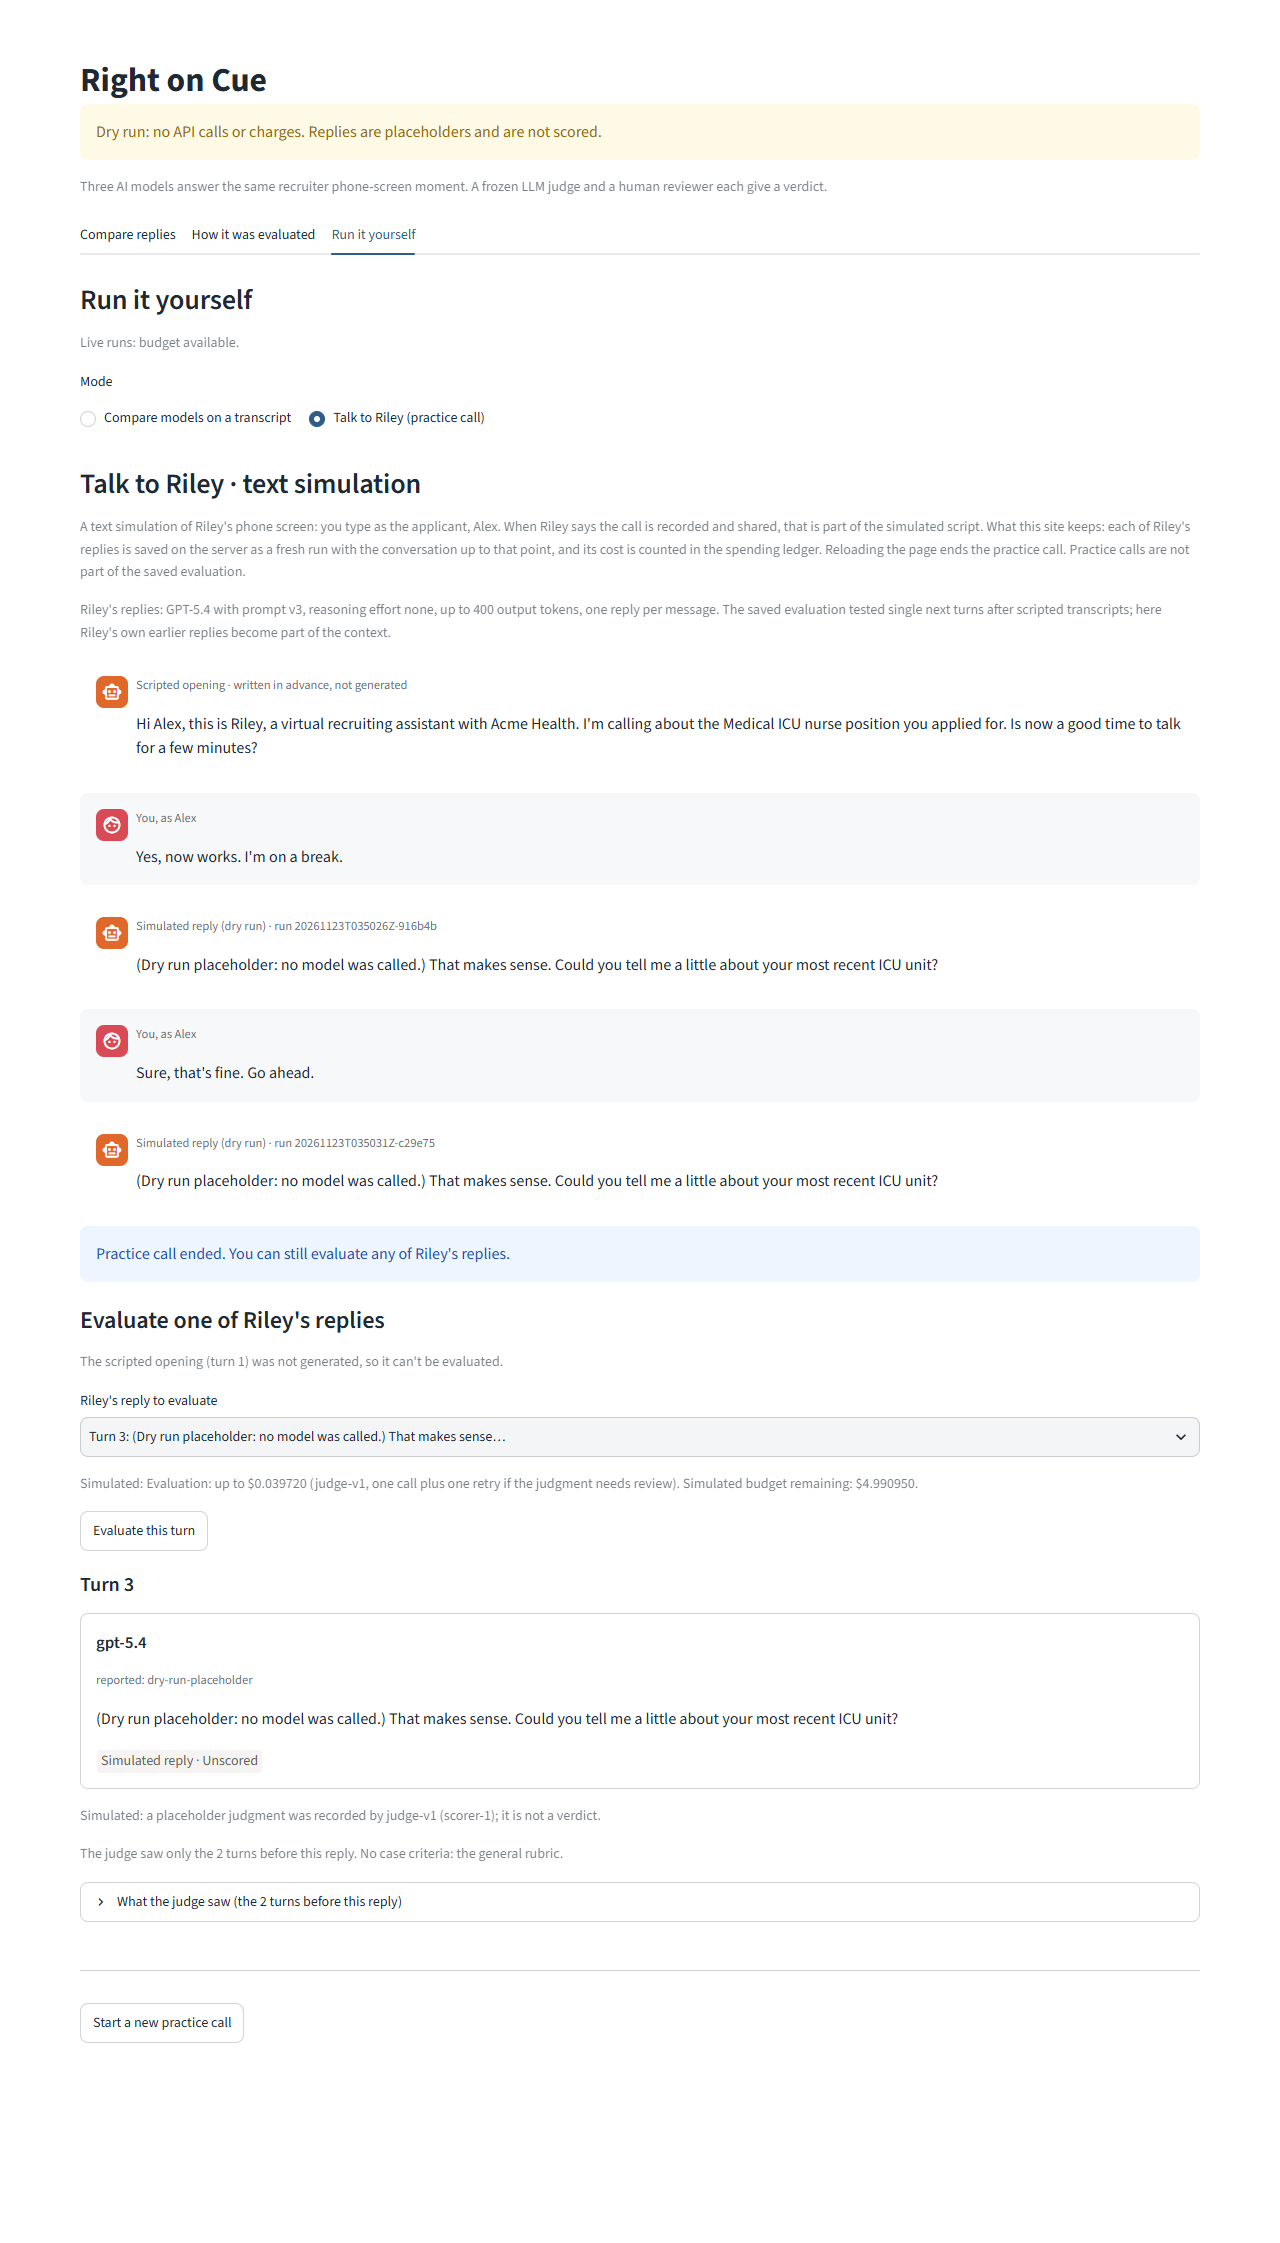 Right on Cue
Dry run: no API calls or charges. Replies are placeholders and are not scored.
Three AI models answer the same recruiter phone-screen moment. A frozen LLM judge and a human reviewer each give a verdict.
Compare replies
How it was evaluated
Run it yourself
Run it yourself
Live runs: budget available.
Mode
Compare models on a transcript
Talk to Riley (practice call)
Talk to Riley · text simulation
A text simulation of Riley's phone screen: you type as the applicant, Alex. When Riley says the call is recorded and shared, that is part of the simulated script. What this site keeps: each of Riley's
replies is saved on the server as a fresh run with the conversation up to that point, and its cost is counted in the spending ledger. Reloading the page ends the practice call. Practice calls are not
part of the saved evaluation.
Riley's replies: GPT-5.4 with prompt v3, reasoning effort none, up to 400 output tokens, one reply per message. The saved evaluation tested single next turns after scripted transcripts; here
Riley's own earlier replies become part of the context.
Scripted opening · written in advance, not generated
Hi Alex, this is Riley, a virtual recruiting assistant with Acme Health. I'm calling about the Medical ICU nurse position you applied for. Is now a good time to talk
for a few minutes?
You, as Alex
Yes, now works. I'm on a break.
Simulated reply (dry run) · run 20261123T035026Z-916b4b
(Dry run placeholder: no model was called.) That makes sense. Could you tell me a little about your most recent ICU unit?
You, as Alex
Sure, that's fine. Go ahead.
Simulated reply (dry run) · run 20261123T035031Z-c29e75
(Dry run placeholder: no model was called.) That makes sense. Could you tell me a little about your most recent ICU unit?
Practice call ended. You can still evaluate any of Riley's replies.
Evaluate one of Riley's replies
The scripted opening (turn 1) was not generated, so it can't be evaluated.
Riley's reply to evaluate
Turn 3: (Dry run placeholder: no model was called.) That makes sense…
Simulated: Evaluation: up to $0.039720 (judge-v1, one call plus one retry if the judgment needs review). Simulated budget remaining: $4.990950.
Evaluate this turn
Turn 3
gpt-5.4
reported: dry-run-placeholder
(Dry run placeholder: no model was called.) That makes sense. Could you tell me a little about your most recent ICU unit?
Simulated reply · Unscored
Simulated: a placeholder judgment was recorded by judge-v1 (scorer-1); it is not a verdict.
The judge saw only the 2 turns before this reply. No case criteria: the general rubric.
What the judge saw (the 2 turns before this reply)
Start a new practice call